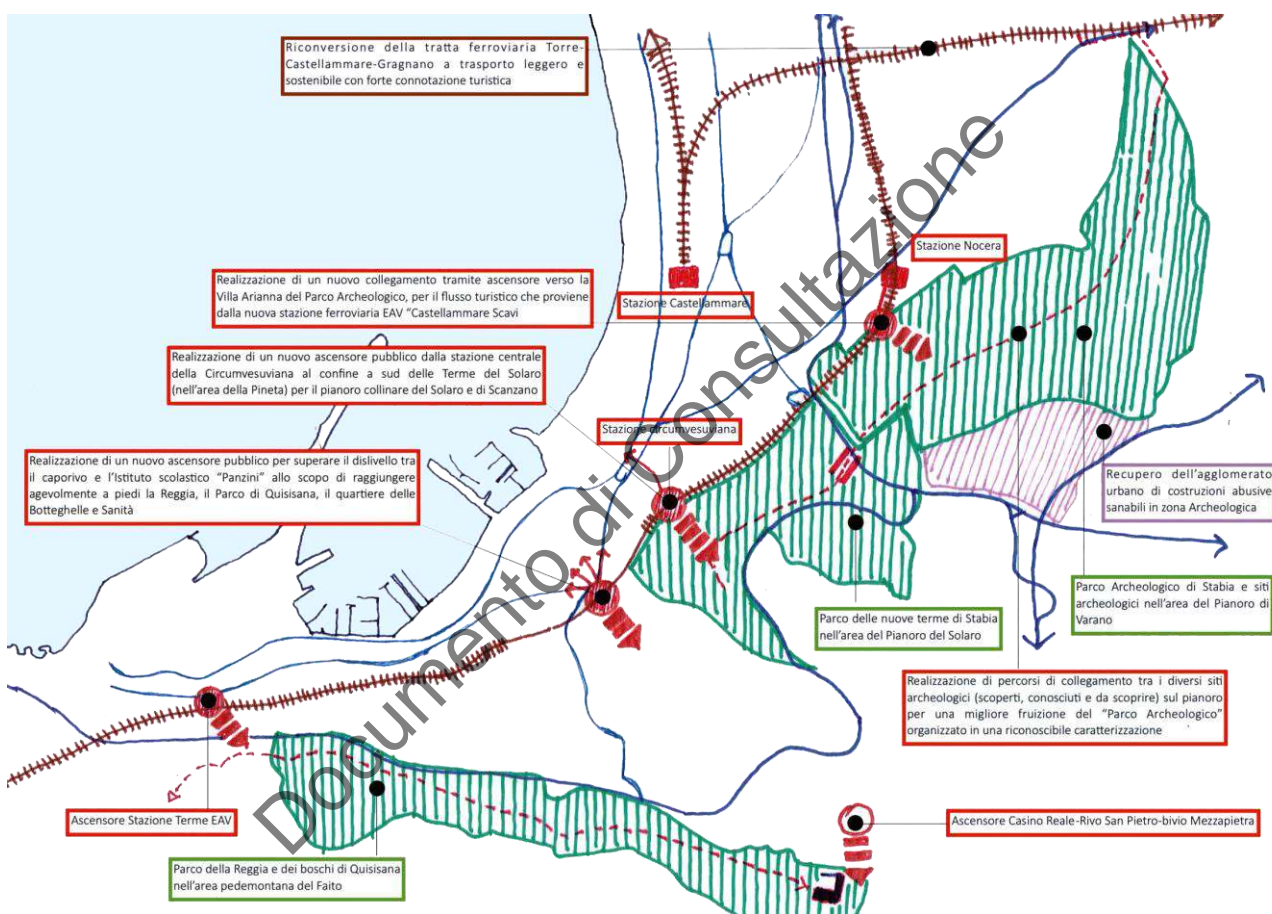 Riconversione della tratta ferroviaria Torre-
Castellammare-Gragnano a trasporto leggero e
sostenibile con forte connotazione turistica
Stazione Nocera
Realizzazione di un nuovo collegamento tramite ascensore verso la
Villa Arianna del Parco Archeologico, per il flusso turistico che proviene
dalla nuova stazione ferroviaria EAV "Castellammare Scavi
Stazione Castellammare
Realizzazione di un nuovo ascensore pubblico dalla stazione centrale
della Circumvesuviana al confine a sud delle Terme del Solaro
(nell'area della Pineta) per il pianoro collinare del Solaro e di Scanzano
Stazione circumvesuviana
Realizzazione di un nuovo ascensore pubblico per superare il dislivello tra
il caporivo e l'Istituto scolastico "Panzini" allo scopo di raggiungere
agevolmente a piedi la Reggia, il Parco di Quisisana, il quartiere delle
Botteghelle e Sanità
Recupero dell'agglomerato
urbano di costruzioni abusive
sanabili in zona Archeologica
Parco Archeologico di Stabia e siti
archeologici nell'area del Pianoro di
Varano
Parco delle nuove terme di Stabia
nell'area del Pianoro del Solaro
Realizzazione di percorsi di collegamento tra i diversi siti
archeologici (scoperti, conosciuti e da scoprire) sul pianoro
per una migliore fruizione del "Parco Archeologico"
organizzato in una riconoscibile caratterizzazione
Ascensore Stazione Terme EAV
Ascensore Casino Reale-Rivo San Pietro-bivio Mezzapietra
Parco della Reggia e dei boschi di Quisisana
nell'area pedemontana del Faito
Documento di consultazione